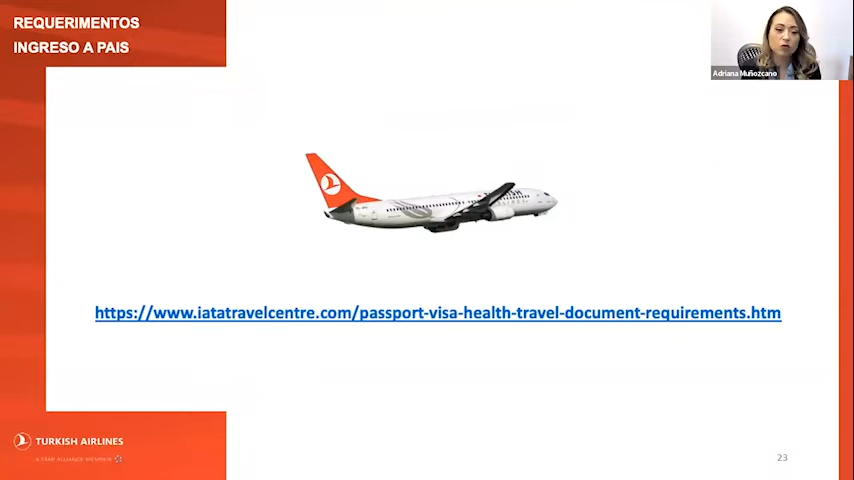 REQUERIMENTOS
INGRESO A PAIS
Adriana Muñozcano
https://www.iatatravelcentre.com/passport-visa-health-travel-document-requirements.htm
TURKISH AIRLINES
A STAR ALLIANCE MEMBER
23